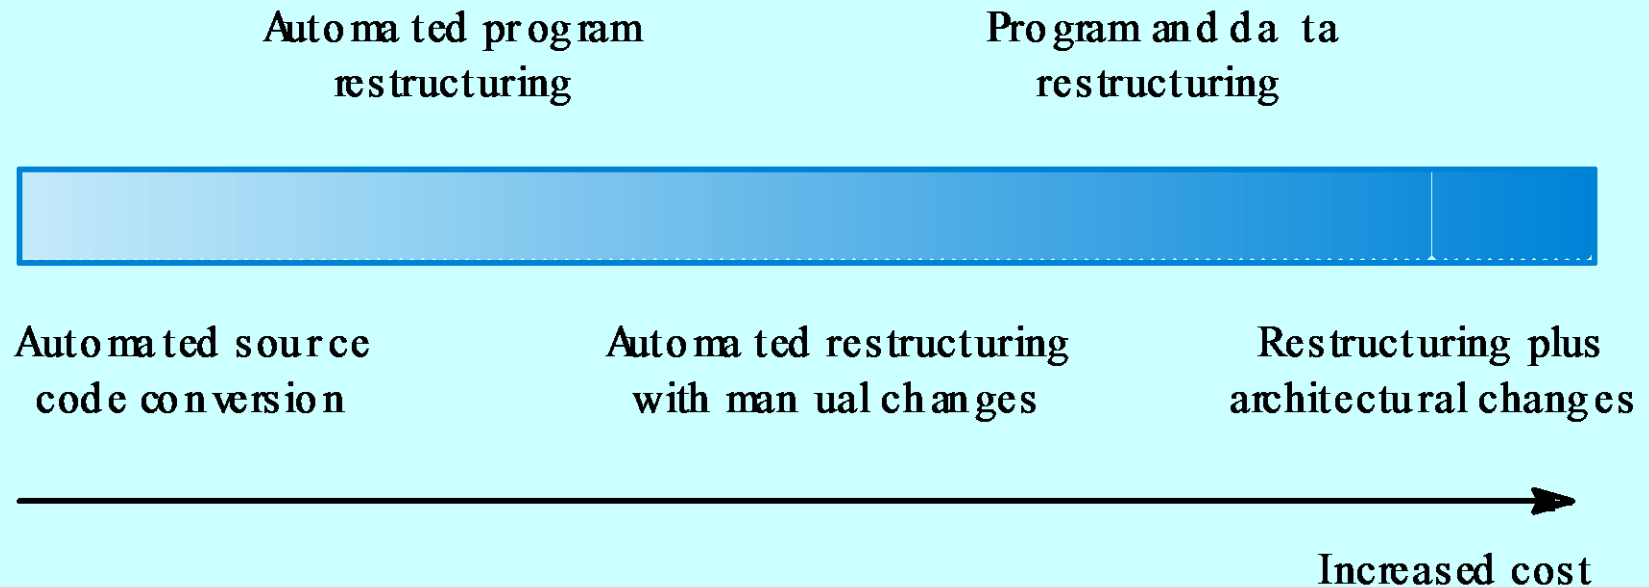 Automated program
restructuring
Program and data
restructuring
Automated source
code conversion
Automated restructuring
with manual changes
Restructuring plus
architectural changes
Increased cost